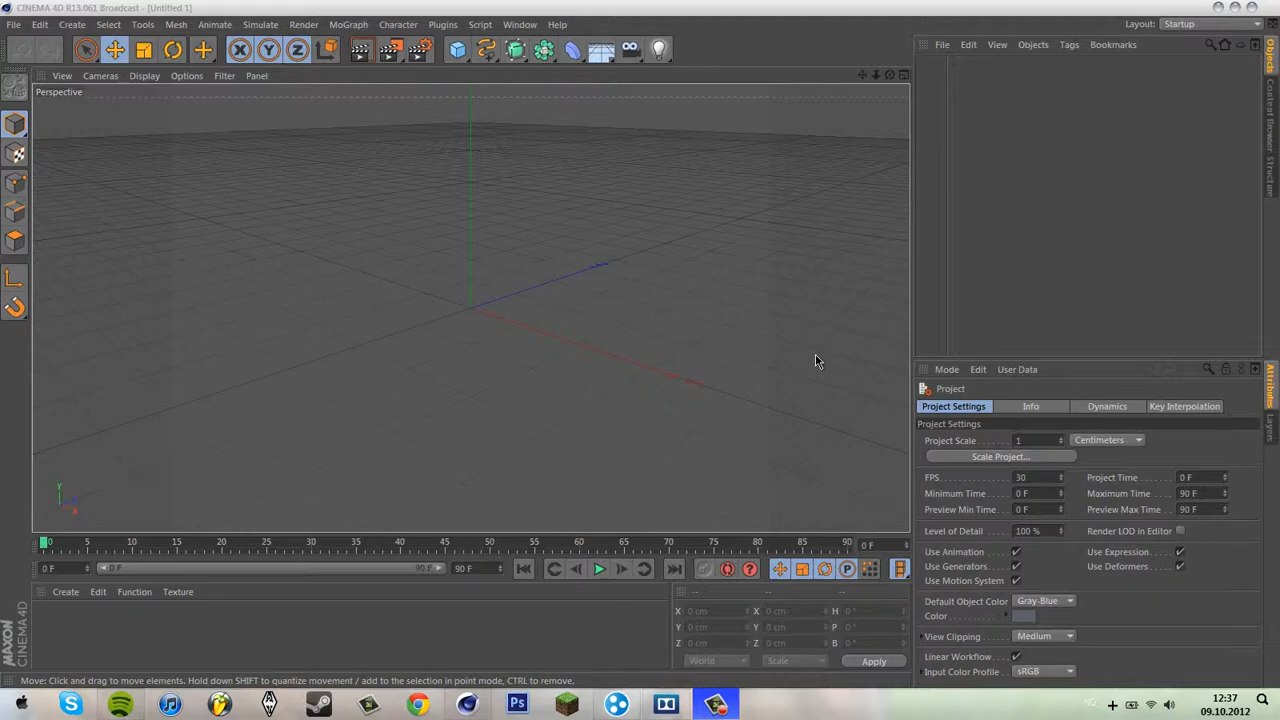 CINEMA 4D R13.061 Broadcast - [Untitled 1]
File Edit Create Select Tools Mesh Animate Simulate Render MoGraph Character Plugins Script Window Help
Layout: Startup
X Y Z
View Cameras Display Options Filter Panel
Perspective
Y
0 5 10 15 20 25 30 35 40 45 50 55 60 65 70 75 80 85 90 0 F
0 F 0 F 90 F 90 F P
Create Edit Function Texture
-- -- --
X 0 cm X 0 cm H 0 °
Y 0 cm Y 0 cm P 0 °
Z 0 cm Z 0 cm B 0 °
World Scale Apply
MAXON CINEMA 4D
Move: Click and drag to move elements. Hold down SHIFT to quantize movement / add to the selection in point mode, CTRL to remove.
File Edit View Objects Tags Bookmarks
Objects
Content Browser
Structure
Mode Edit User Data
Attributes
Layers
Project
Project Settings Info Dynamics Key Interpolation
Project Settings
Project Scale 1 Centimeters
Scale Project...
FPS 30 Project Time 0 F
Minimum Time 0 F Maximum Time 90 F
Preview Min Time 0 F Preview Max Time 90 F
Level of Detail 100 % Render LOD in Editor
Use Animation Use Expression
Use Generators Use Deformers
Use Motion System
Default Object Color Gray-Blue
Color
View Clipping Medium
Linear Workflow
Input Color Profile sRGB
Ps
12:37
09.10.2012